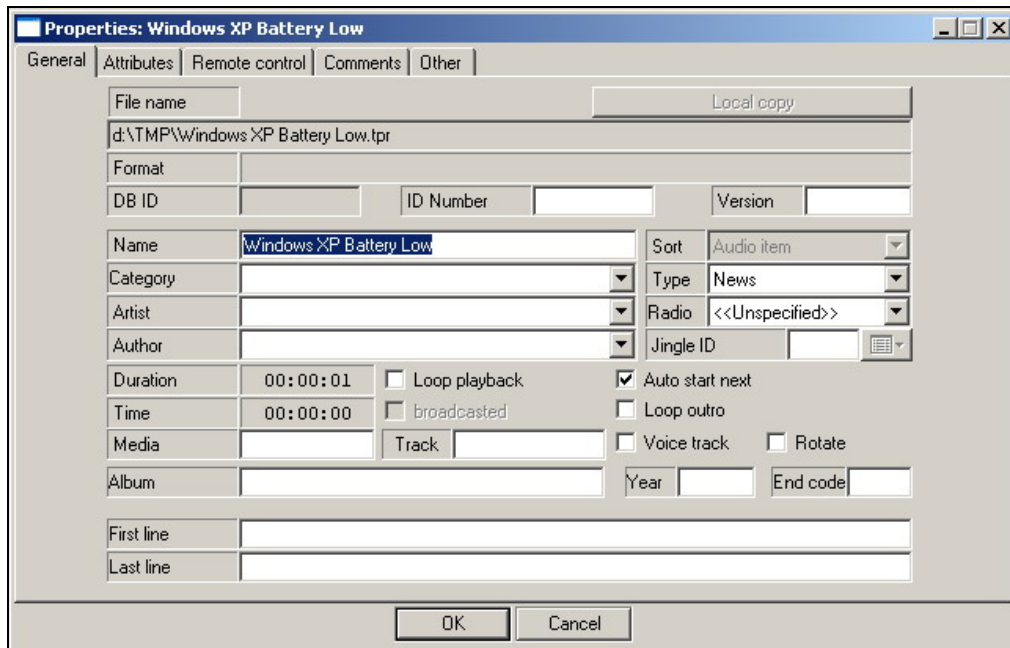 Properties: Windows XP Battery Low
General Attributes Remote control Comments Other
File name Local copy
d:\TMP\Windows XP Battery Low.tpr
Format
DB ID ID Number Version
Name Windows XP Battery Low Sort Audio item
Category Type News
Artist Radio <<Unspecified>>
Author Jingle ID
Duration 00:00:01 Loop playback Auto start next
Time 00:00:00 broadcasted Loop outro
Media Track Voice track Rotate
Album Year End code
First line
Last line
OK Cancel